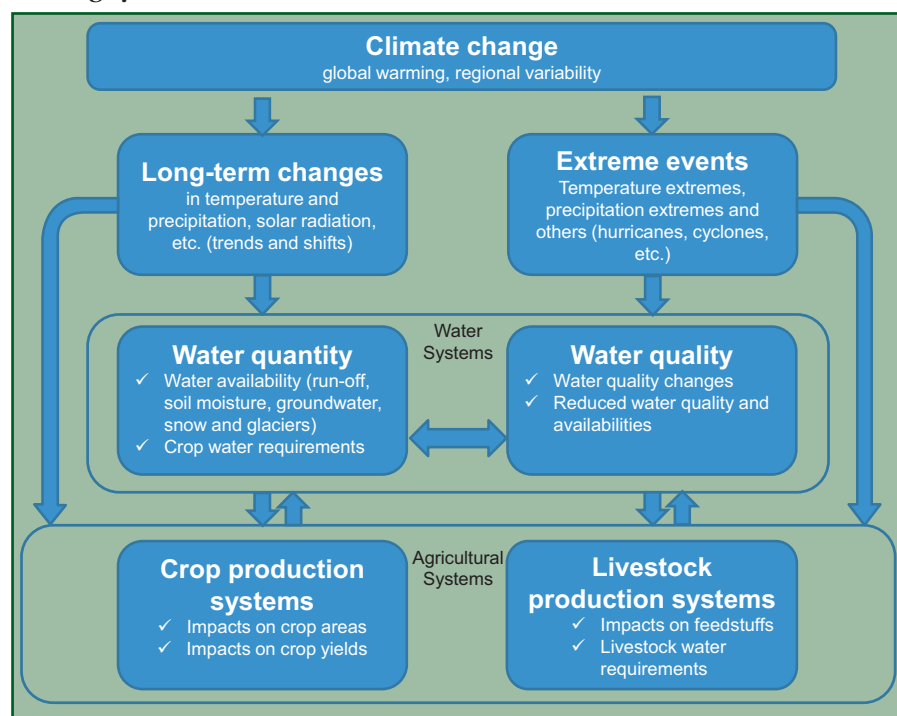 Climate change
global warming, regional variability
Long-term changes
in temperature and
precipitation, solar radiation,
etc. (trends and shifts)
Extreme events
Temperature extremes,
precipitation extremes and
others (hurricanes, cyclones,
etc.)
Water
Systems
Water quantity
✓ Water availability (run-off,
soil moisture, groundwater,
snow and glaciers)
✓ Crop water requirements
Water quality
✓ Water quality changes
✓ Reduced water quality and
availabilities
Agricultural
Systems
Crop production
systems
✓ Impacts on crop areas
✓ Impacts on crop yields
Livestock
production systems
✓ Impacts on feedstuffs
✓ Livestock water
requirements